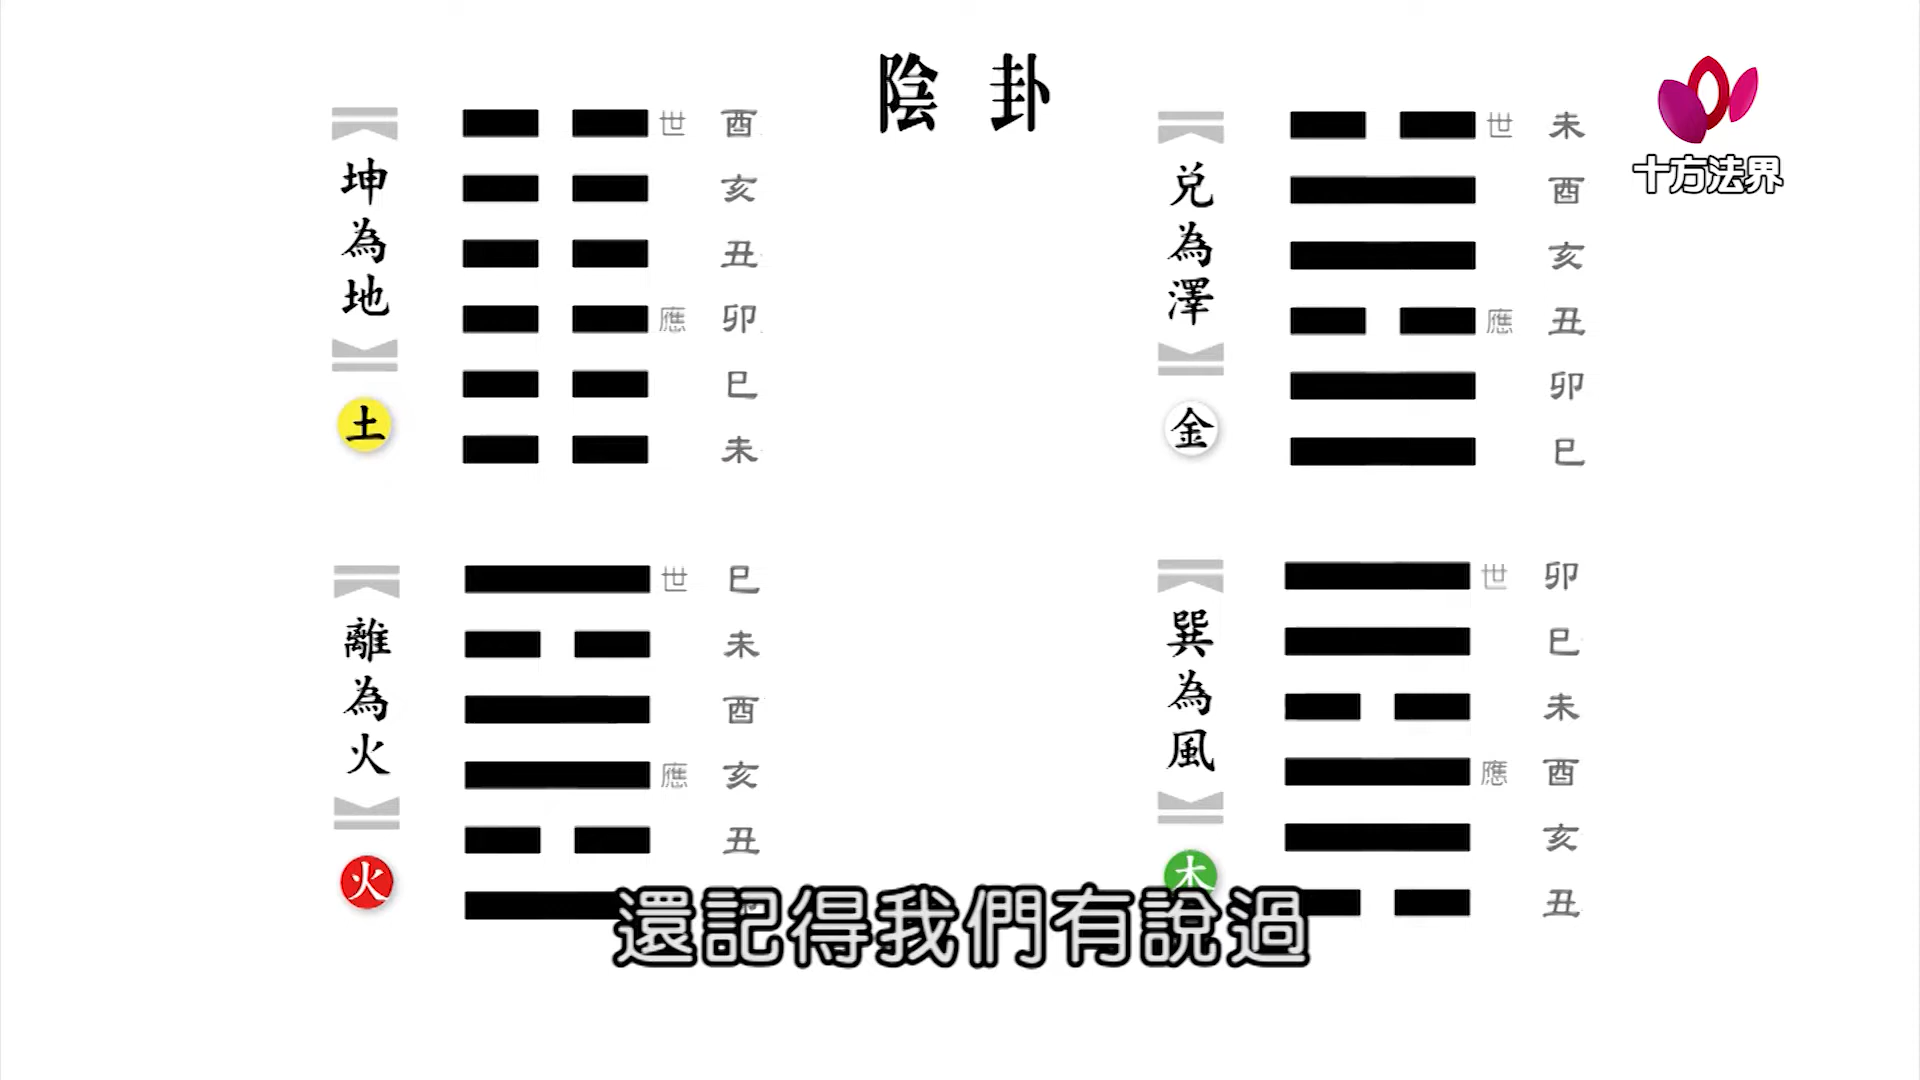 陰卦
十方法界
坤為地
土
世 酉
亥
丑
應 卯
巳
未
兌為澤
金
世 未
酉
亥
應 丑
卯
巳
離為火
火
世 巳
未
酉
應 亥
丑
巽為風
木
世 卯
巳
未
應 酉
亥
丑
還記得我們有說過